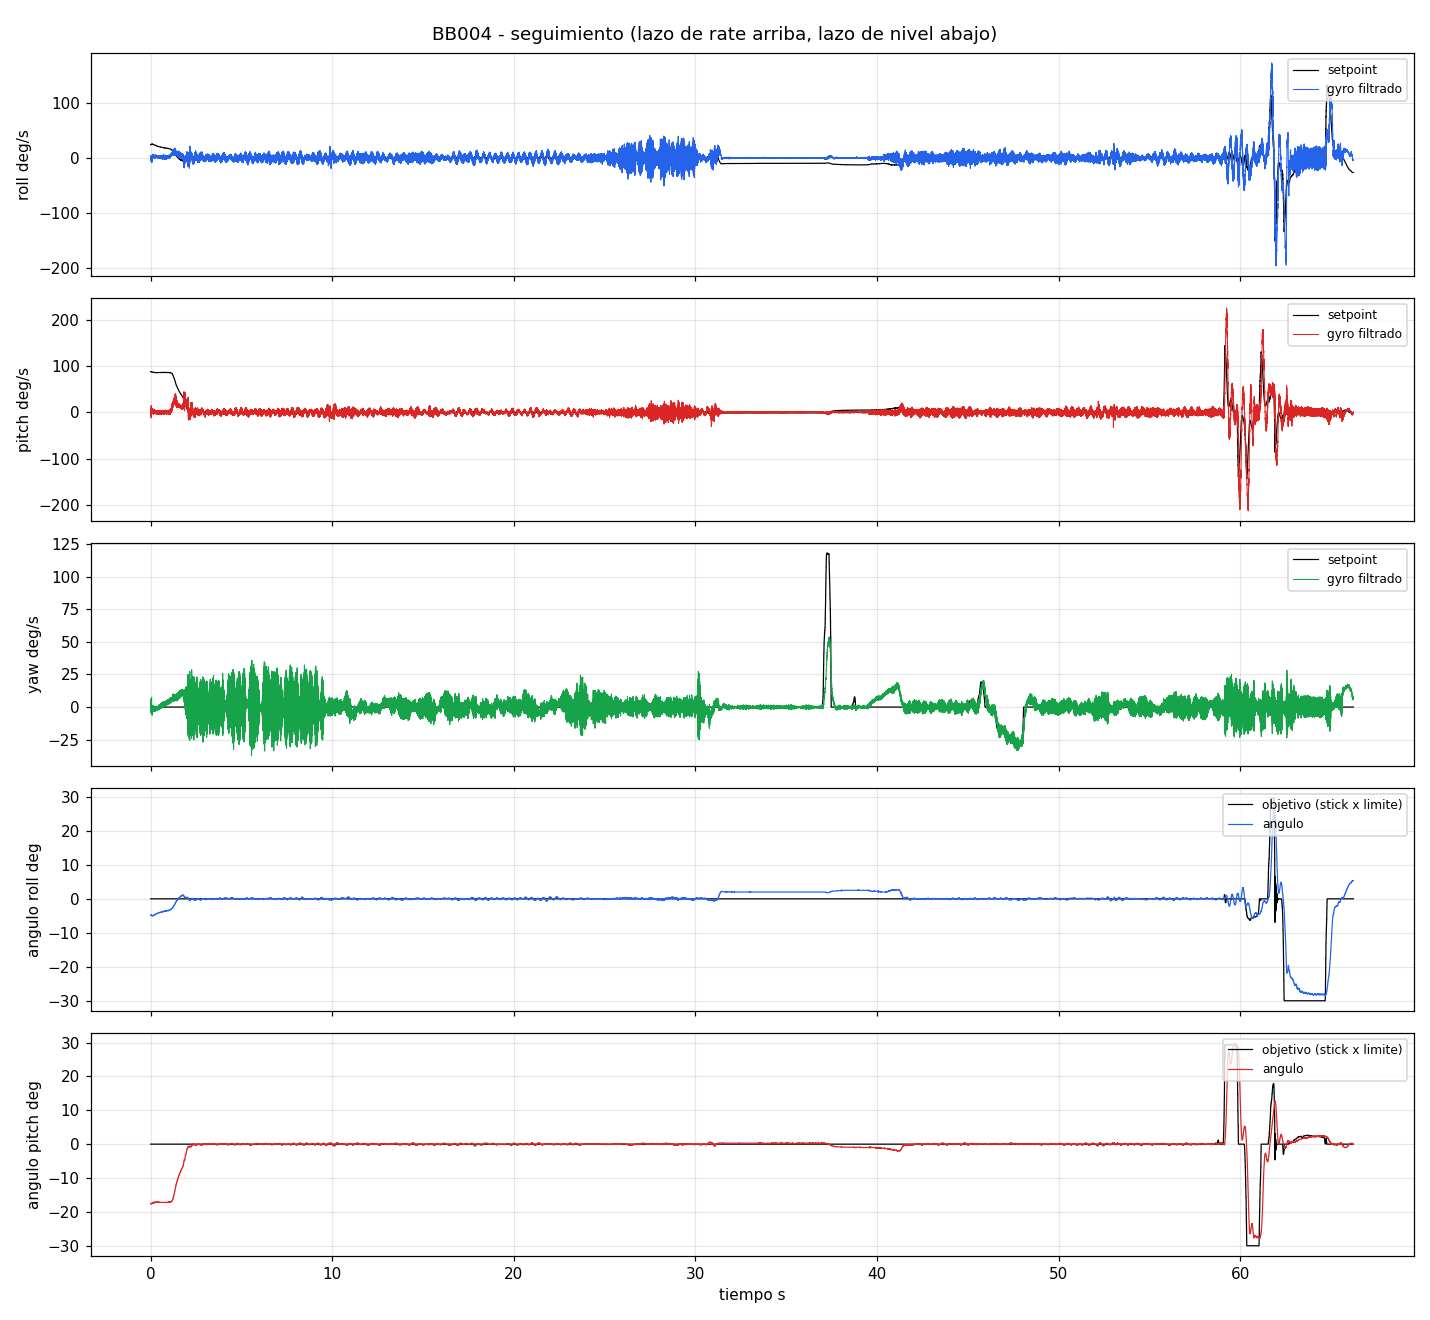 BB004 - seguimiento (lazo de rate arriba, lazo de nivel abajo)
roll deg/s
100
0
−100
−200
setpoint
gyro filtrado
pitch deg/s
200
100
0
−100
−200
setpoint
gyro filtrado
yaw deg/s
125
100
75
50
25
0
−25
setpoint
gyro filtrado
angulo roll deg
30
20
10
0
−10
−20
−30
objetivo (stick x limite)
angulo
angulo pitch deg
30
20
10
0
−10
−20
−30
objetivo (stick x limite)
angulo
0 10 20 30 40 50 60
tiempo s